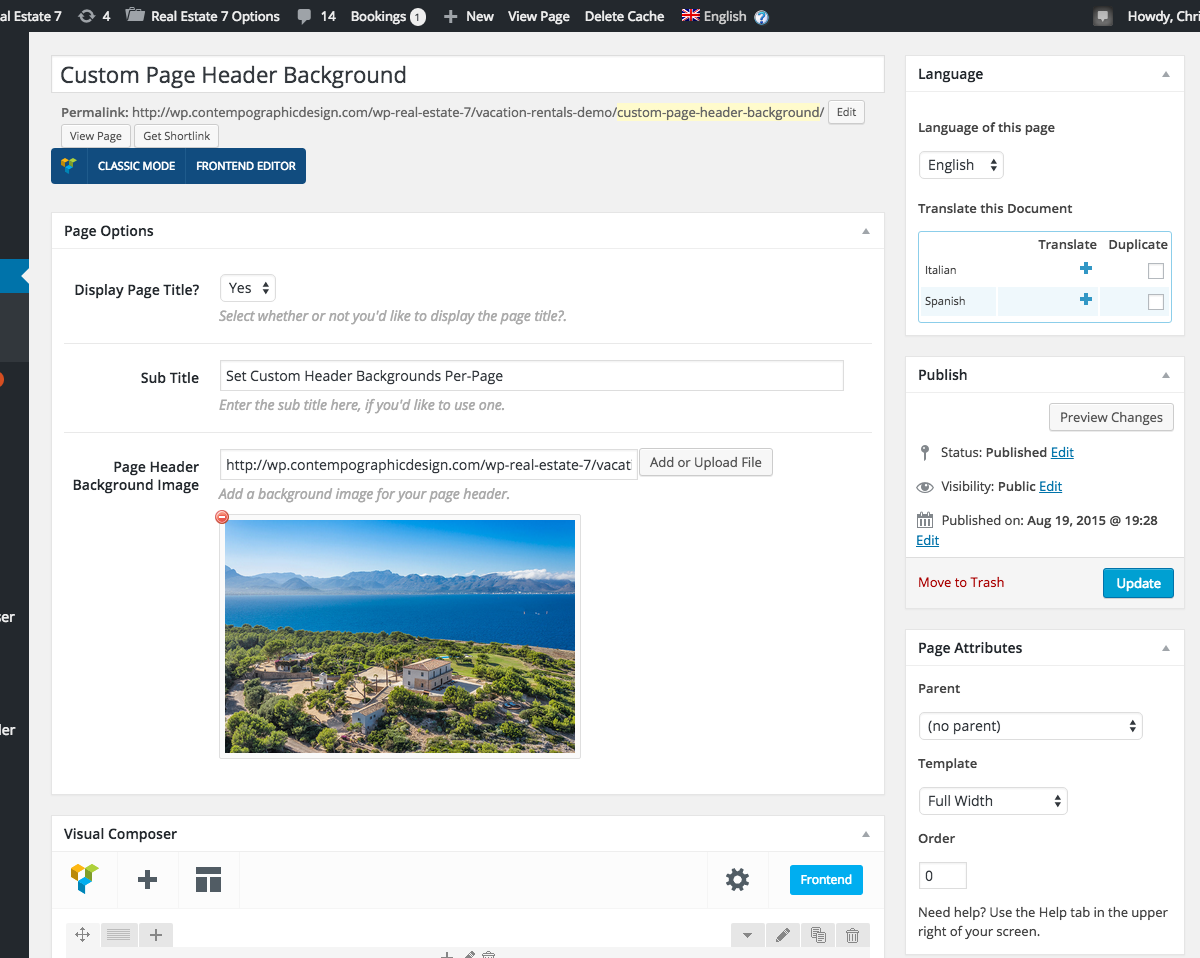 al Estate 7 4 Real Estate 7 Options 14 Bookings 1 New View Page Delete Cache English ? Howdy, Chri
Custom Page Header Background
Permalink: http://wp.contempographicdesign.com/wp-real-estate-7/vacation-rentals-demo/custom-page-header-background/ Edit
View Page Get Shortlink
CLASSIC MODE FRONTEND EDITOR
Page Options
Display Page Title? Yes
Select whether or not you'd like to display the page title?.
Sub Title Set Custom Header Backgrounds Per-Page
Enter the sub title here, if you'd like to use one.
Page Header
Background Image
http://wp.contempographicdesign.com/wp-real-estate-7/vacat Add or Upload File
Add a background image for your page header.
ser
ler
Visual Composer
Frontend
Language
Language of this page
English
Translate this Document
Translate Duplicate
Italian
Spanish
Publish
Preview Changes
Status: Published Edit
Visibility: Public Edit
Published on: Aug 19, 2015 @ 19:28
Edit
Move to Trash Update
Page Attributes
Parent
(no parent)
Template
Full Width
Order
0
Need help? Use the Help tab in the upper
right of your screen.